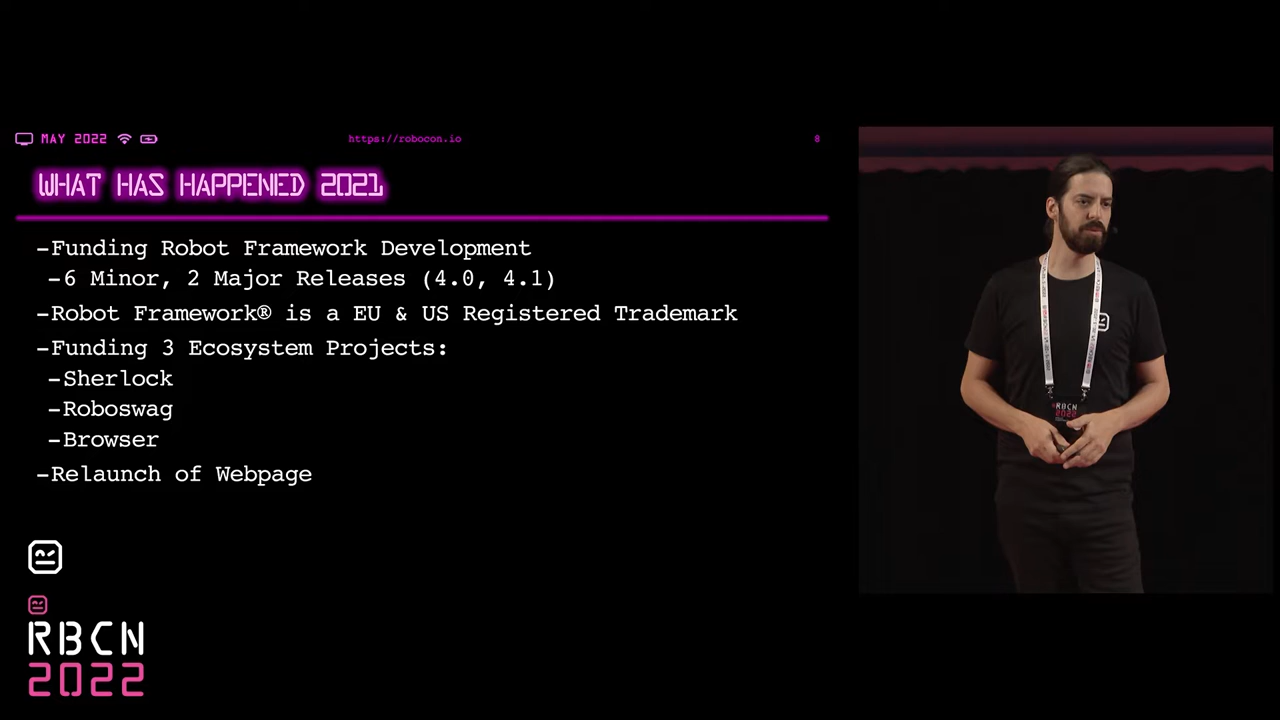 MAY 2022
https://robocon.io
8
WHAT HAS HAPPENED 2021
-Funding Robot Framework Development
-6 Minor, 2 Major Releases (4.0, 4.1)
-Robot Framework® is a EU & US Registered Trademark
-Funding 3 Ecosystem Projects:
-Sherlock
-Roboswag
-Browser
-Relaunch of Webpage
RBCN
2022
RBCN
2022